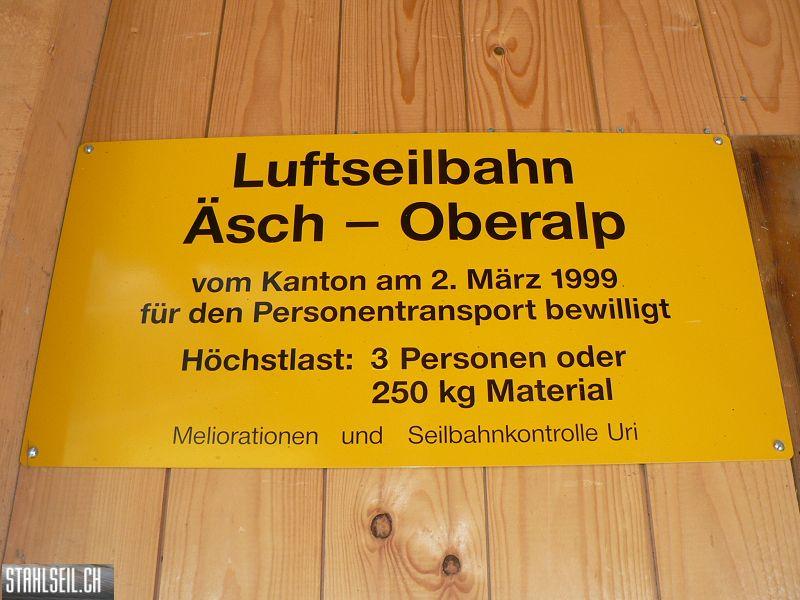 Luftseilbahn
Äsch – Oberalp
vom Kanton am 2. März 1999
für den Personentransport bewilligt
Höchstlast: 3 Personen oder
250 kg Material
Meliorationen und Seilbahnkontrolle Uri
STAHLSEIL.CH